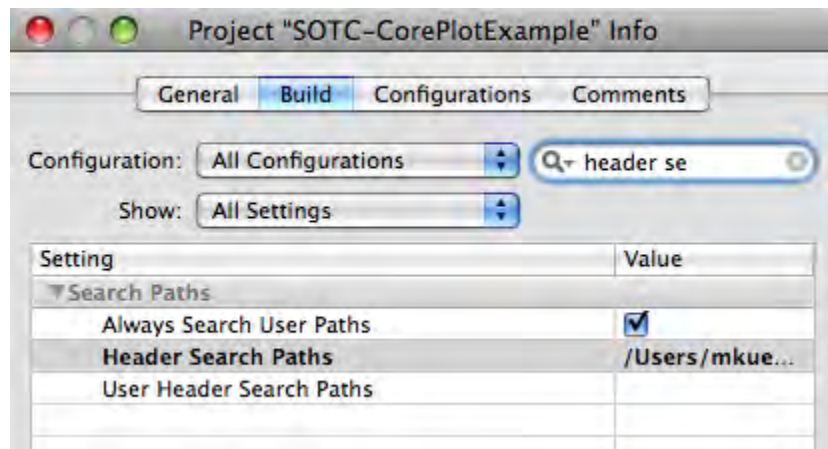 Project "SOTC-CorePlotExample" Info
General Build Configurations Comments
Configuration: All Configurations header se
Show: All Settings
Setting Value
Search Paths
Always Search User Paths
Header Search Paths /Users/mkue...
User Header Search Paths